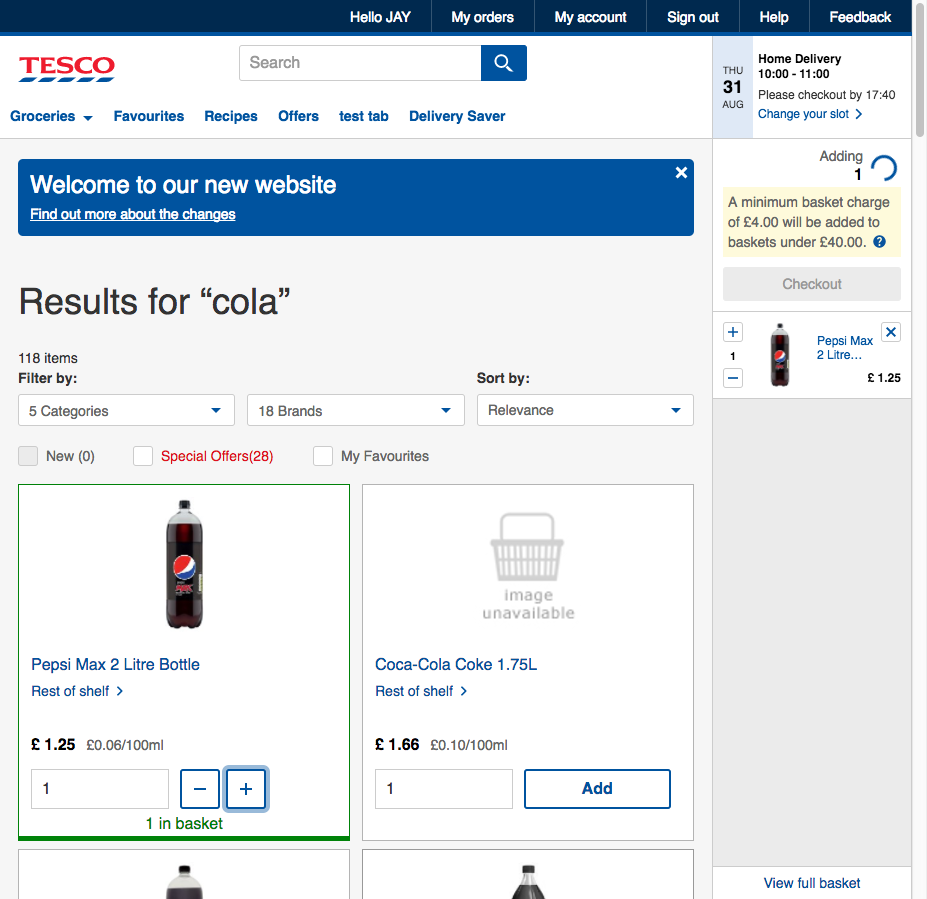 Hello JAY My orders My account Sign out Help Feedback
TESCO
Search
Groceries Favourites Recipes Offers test tab Delivery Saver
THU
31
AUG
Home Delivery
10:00 - 11:00
Please checkout by 17:40
Change your slot
Welcome to our new website
Find out more about the changes
Results for “cola”
118 items
Filter by:
Sort by:
5 Categories
18 Brands
Relevance
New (0)
Special Offers(28)
My Favourites
Pepsi Max 2 Litre Bottle
Rest of shelf
£ 1.25 £0.06/100ml
1 − +
1 in basket
image
unavailable
Coca-Cola Coke 1.75L
Rest of shelf
£ 1.66 £0.10/100ml
1 Add
Adding
1
A minimum basket charge
of £4.00 will be added to
baskets under £40.00. ?
Checkout
+
1
−
Pepsi Max
2 Litre...
£ 1.25
View full basket